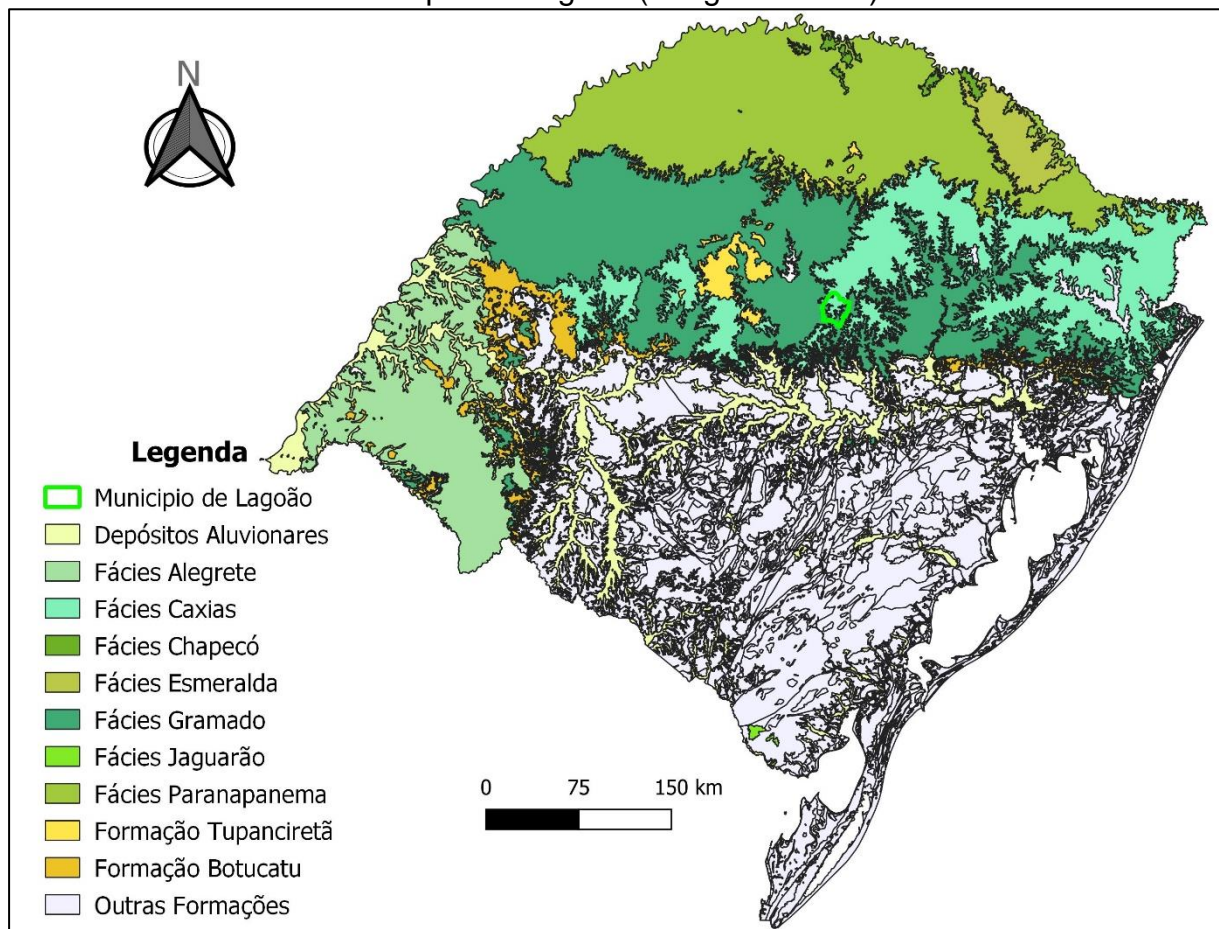 N
Legenda
Municipio de Lagoão
Depósitos Aluvionares
Fácies Alegrete
Fácies Caxias
Fácies Chapecó
Fácies Esmeralda
Fácies Gramado
Fácies Jaguarão
Fácies Paranapanema
Formação Tupanciretã
Formação Botucatu
Outras Formações
0 75 150 km